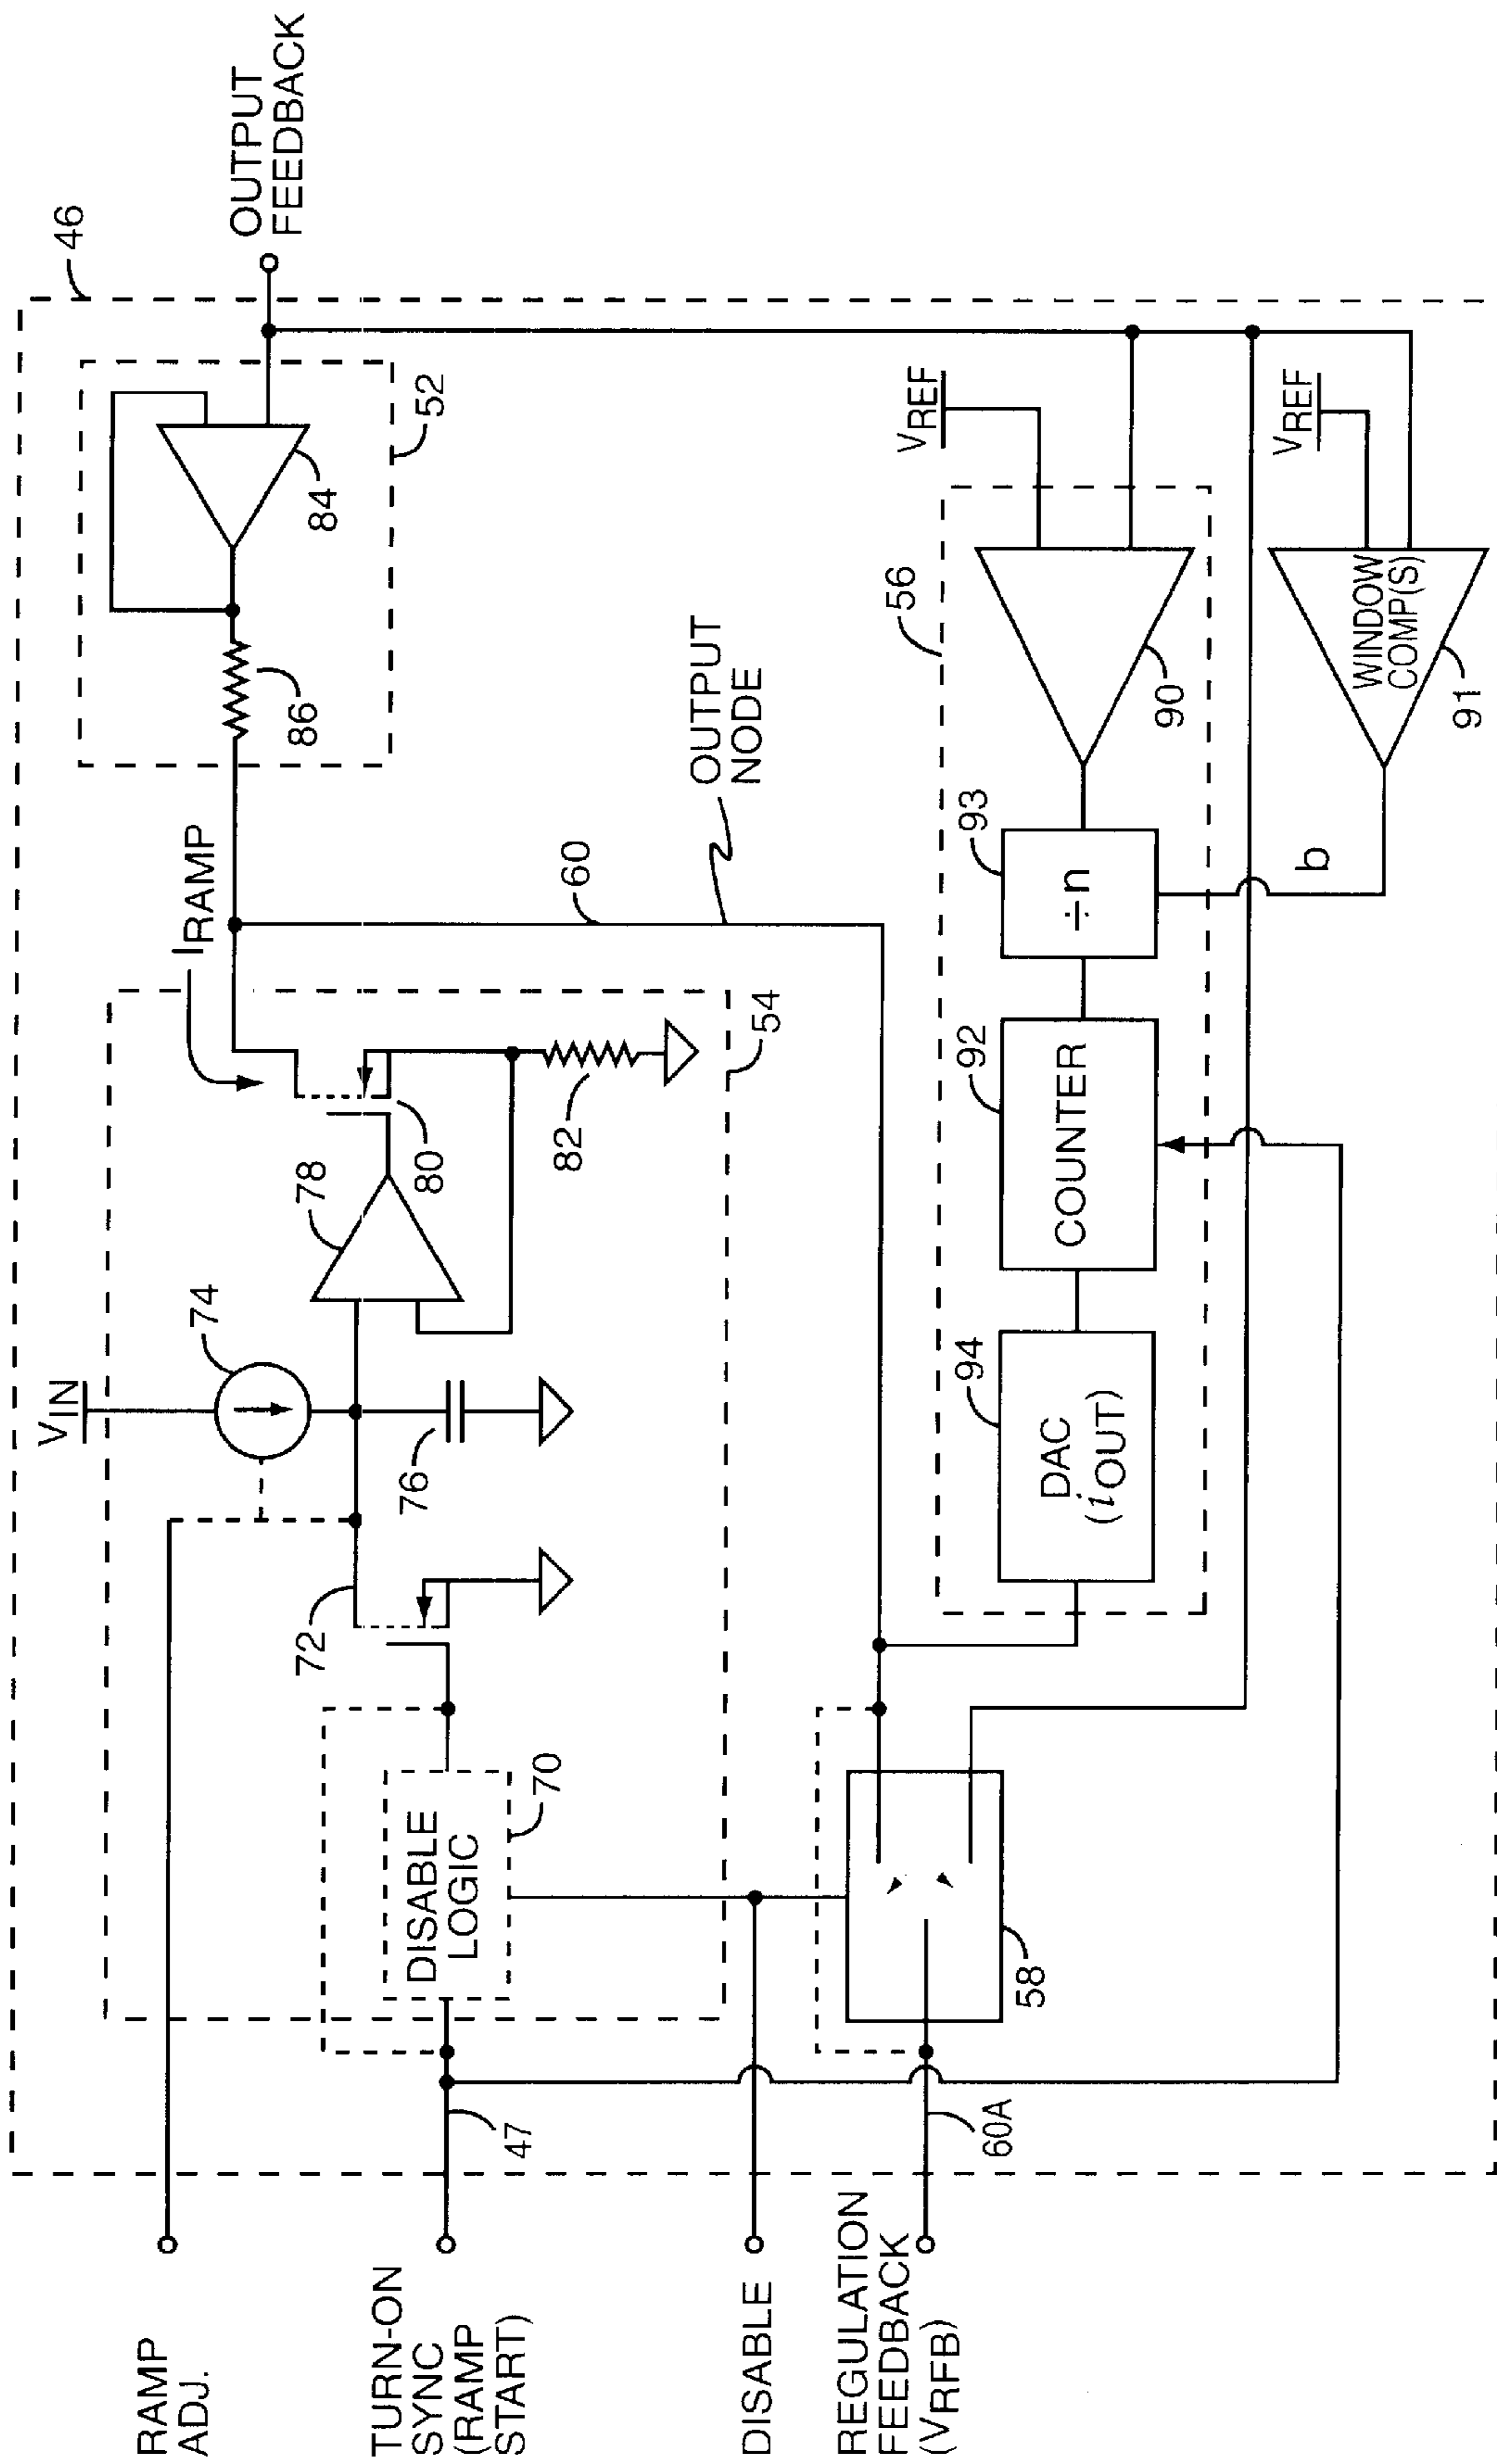 46
OUTPUT
FEEDBACK
52
84
86
IRAMP
OUTPUT
NODE
60
VREF
VREF
56
90
WINDOW
COMP(S)
91
b
93
÷n
92
COUNTER
94
DAC
(iOUT)
54
82
80
78
74
VIN
76
72
70
DISABLE
LOGIC
58
47
60A
RAMP
ADJ.
TURN-ON
SYNC
(RAMP
START)
DISABLE
REGULATION
FEEDBACK
(VRFB)